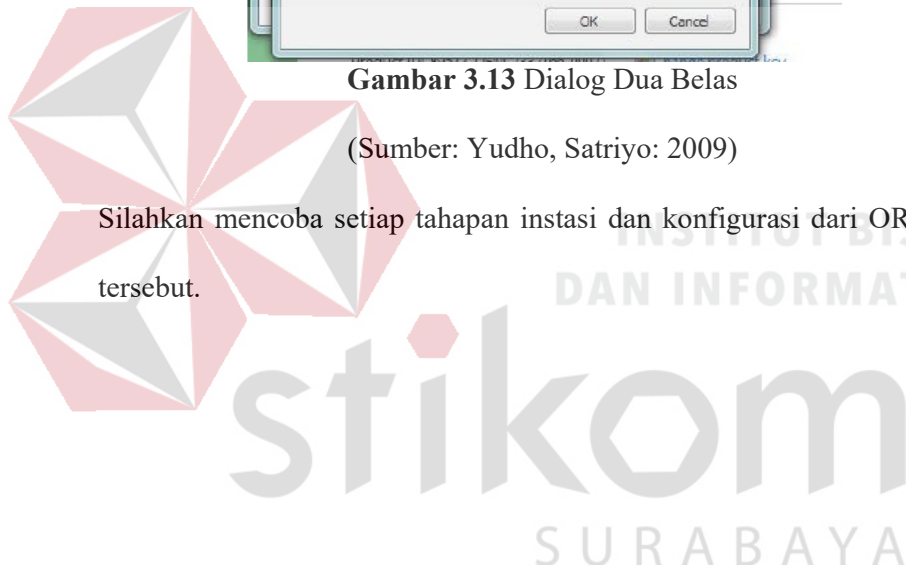 OK Cancel
Gambar 3.13 Dialog Dua Belas
(Sumber: Yudho, Satriyo: 2009)
Silahkan mencoba setiap tahapan instasi dan konfigurasi dari OR
tersebut.
INSTITUT BIS
DAN INFORMAT
stikom
SURABAYA